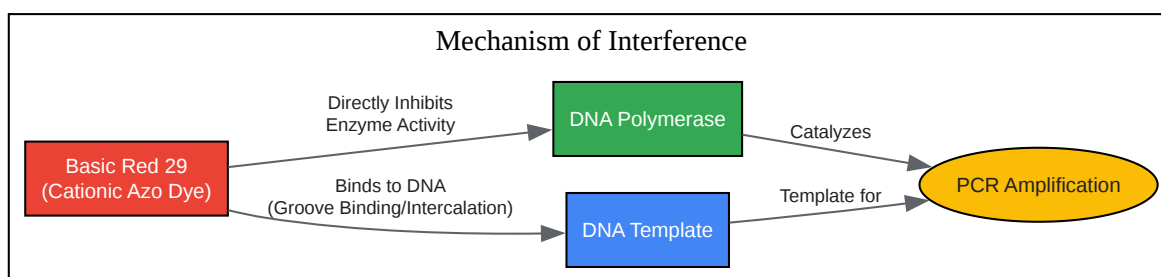 Mechanism of Interference
Directly Inhibits
Enzyme Activity
DNA Polymerase
Catalyzes
Basic Red 29
(Cationic Azo Dye)
Binds to DNA
(Groove Binding/Intercalation)
DNA Template
Template for
PCR Amplification